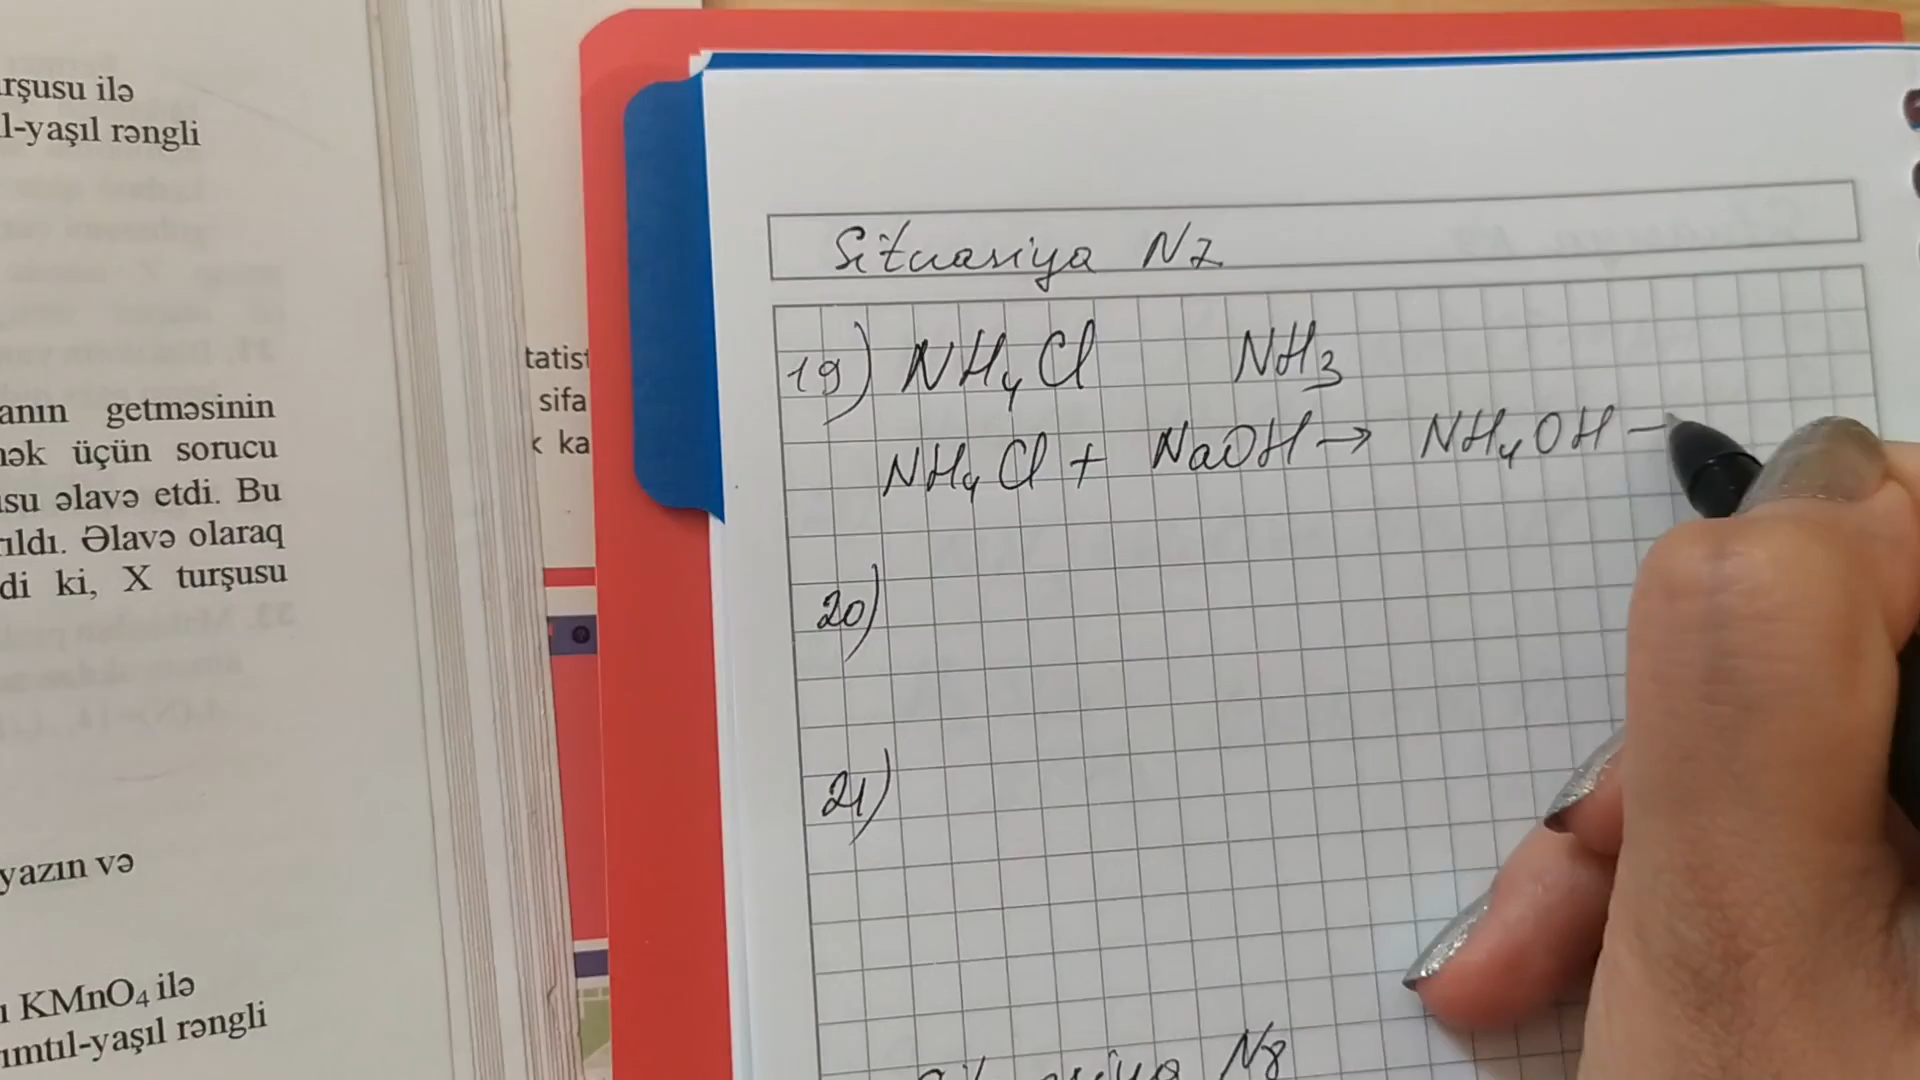 rşusu ilə
l-yaşıl rəngli
anın getməsinin
ək üçün sorucu
su əlavə etdi. Bu
ıldı. Əlavə olaraq
di ki, X turşusu
yazın və
ı KMnO₄ ilə
ımtıl-yaşıl rəngli
tatist
sifa
k ka
Situasiya N7
19) NH₄Cl NH₃
NH₄Cl + NaOH → NH₄OH –
20)
21)
N8